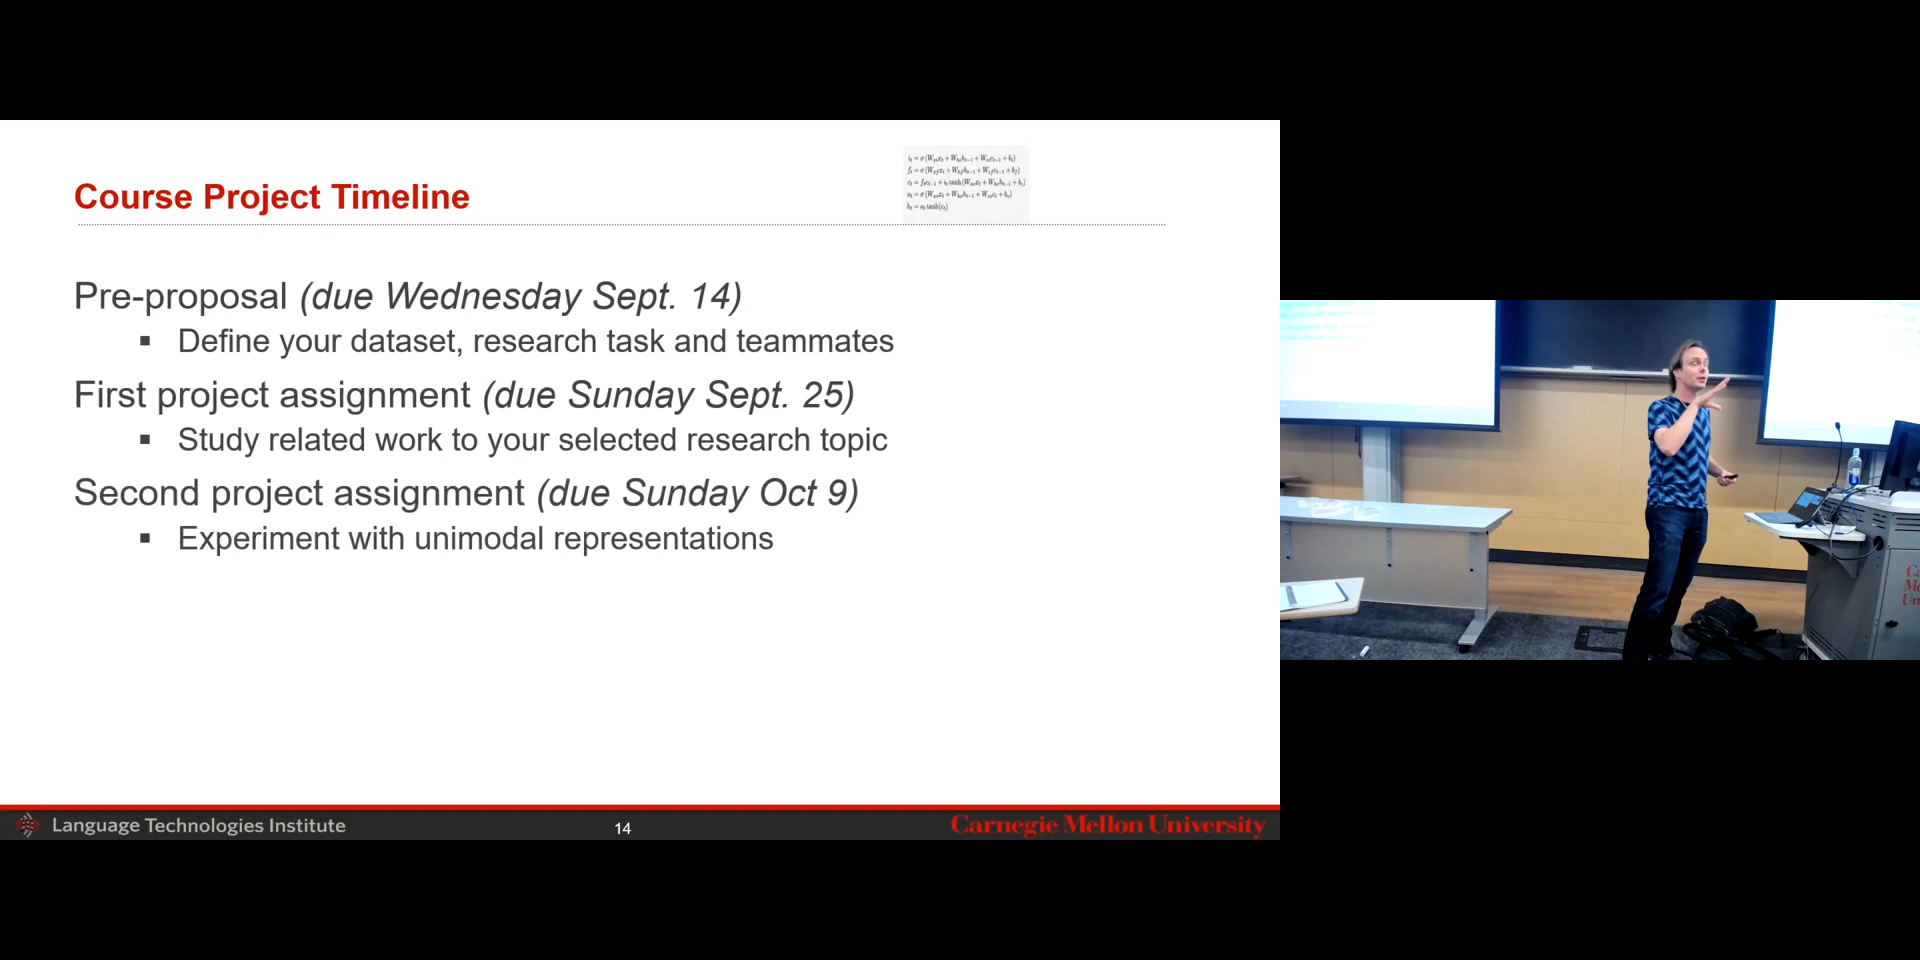 Course Project Timeline
Pre-proposal (due Wednesday Sept. 14)
▪ Define your dataset, research task and teammates
First project assignment (due Sunday Sept. 25)
▪ Study related work to your selected research topic
Second project assignment (due Sunday Oct 9)
▪ Experiment with unimodal representations
Language Technologies Institute
14
Carnegie Mellon University